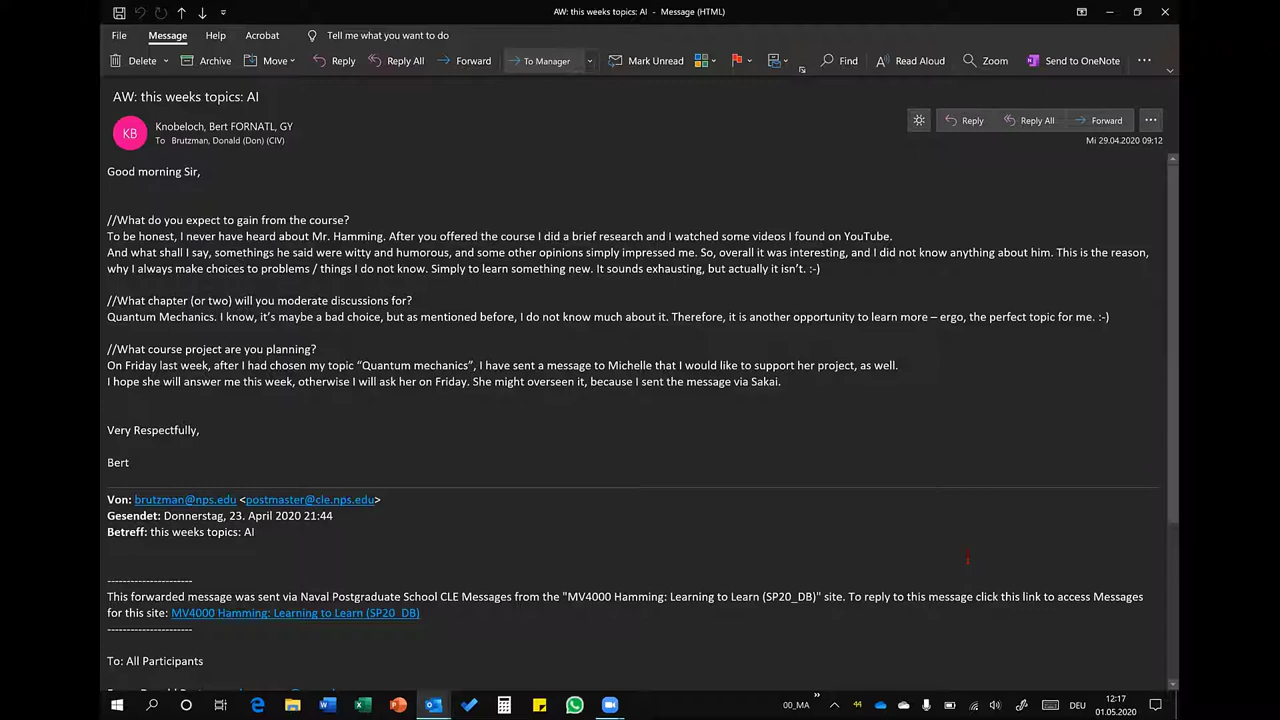 AW: this weeks topics: AI - Message (HTML)
File Message Help Acrobat Tell me what you want to do
Delete Archive Move Reply Reply All Forward To Manager Mark Unread Find Read Aloud Zoom Send to OneNote
AW: this weeks topics: AI
KB
Knobeloch, Bert FORNATL, GY
To Brutzman, Donald (Don) (CIV)
Reply Reply All Forward
Mi 29.04.2020 09:12
Good morning Sir,
//What do you expect to gain from the course?
To be honest, I never have heard about Mr. Hamming. After you offered the course I did a brief research and I watched some videos I found on YouTube.
And what shall I say, somethings he said were witty and humorous, and some other opinions simply impressed me. So, overall it was interesting, and I did not know anything about him. This is the reason,
why I always make choices to problems / things I do not know. Simply to learn something new. It sounds exhausting, but actually it isn't. :-)
//What chapter (or two) will you moderate discussions for?
Quantum Mechanics. I know, it's maybe a bad choice, but as mentioned before, I do not know much about it. Therefore, it is another opportunity to learn more – ergo, the perfect topic for me. :-)
//What course project are you planning?
On Friday last week, after I had chosen my topic “Quantum mechanics”, I have sent a message to Michelle that I would like to support her project, as well.
I hope she will answer me this week, otherwise I will ask her on Friday. She might overseen it, because I sent the message via Sakai.
Very Respectfully,
Bert
Von: brutzman@nps.edu <postmaster@cle.nps.edu>
Gesendet: Donnerstag, 23. April 2020 21:44
Betreff: this weeks topics: AI
----------------------
This forwarded message was sent via Naval Postgraduate School CLE Messages from the "MV4000 Hamming: Learning to Learn (SP20_DB)" site. To reply to this message click this link to access Messages
for this site: MV4000 Hamming: Learning to Learn (SP20_DB)
----------------------
To: All Participants
00_MA 44 DEU
12:17
01.05.2020